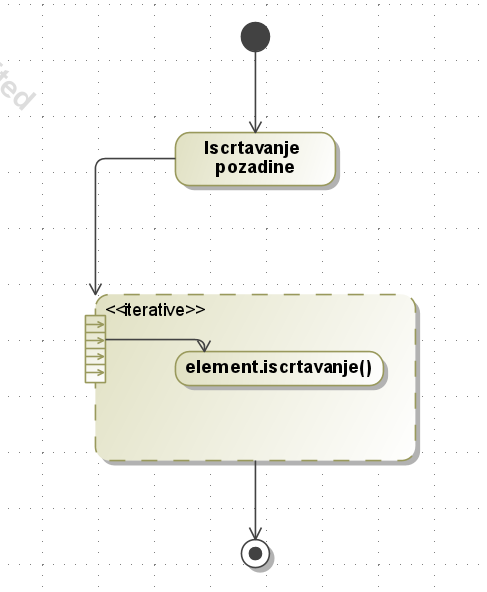 Iscrtavanje
pozadine
<<iterative>>
element.iscrtavanje()